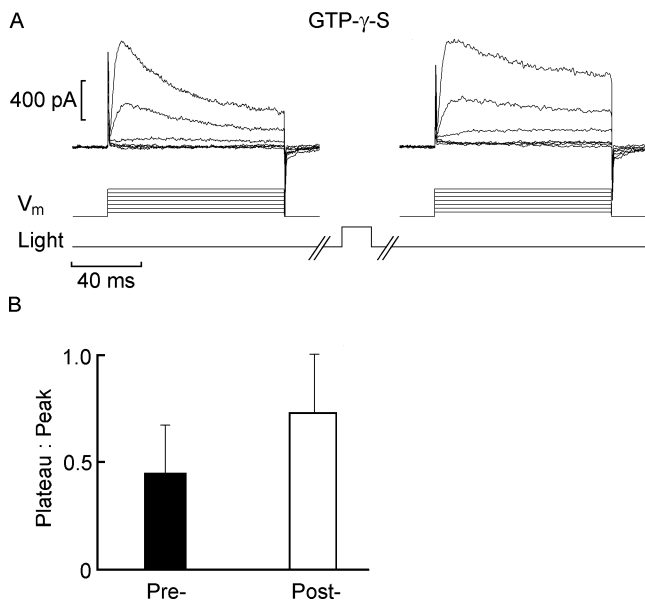 A
GTP-γ-S
400 pA
Vm
Light
40 ms
B
1.0
0.5
0
Plateau : Peak
Pre-
Post-